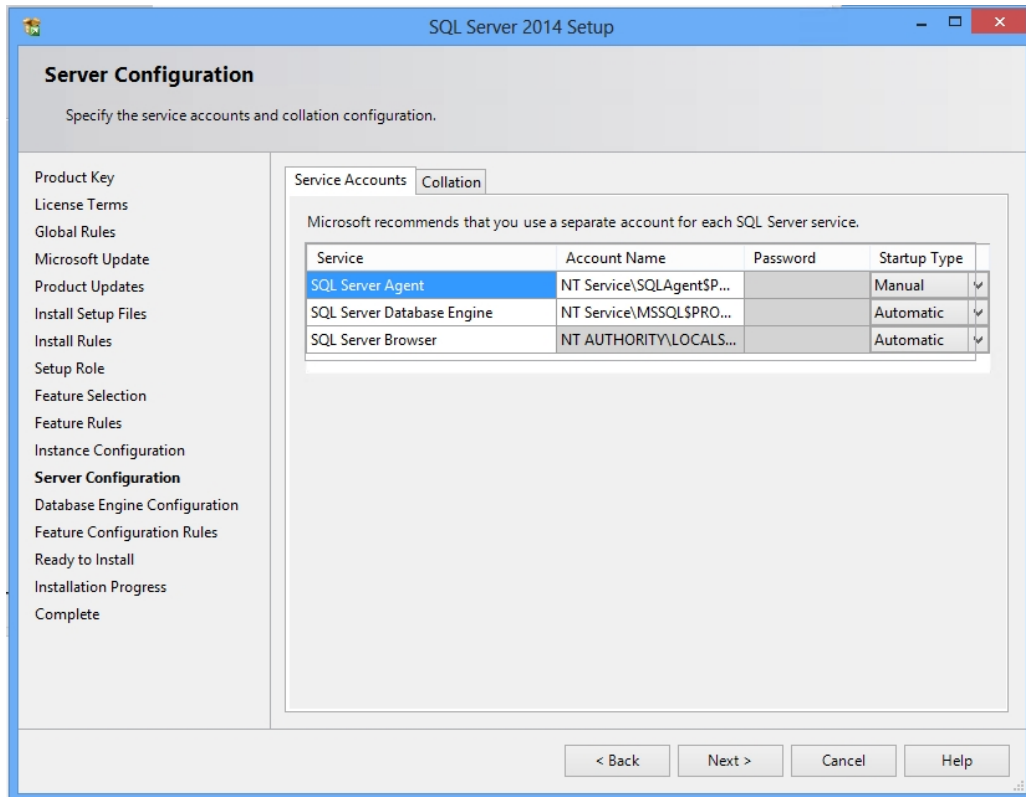 SQL Server 2014 Setup
Server Configuration
Specify the service accounts and collation configuration.
Product Key
License Terms
Global Rules
Microsoft Update
Product Updates
Install Setup Files
Install Rules
Setup Role
Feature Selection
Feature Rules
Instance Configuration
Server Configuration
Database Engine Configuration
Feature Configuration Rules
Ready to Install
Installation Progress
Complete
Service Accounts Collation
Microsoft recommends that you use a separate account for each SQL Server service.
Service Account Name Password Startup Type
SQL Server Agent NT Service\SQLAgent$P... Manual
SQL Server Database Engine NT Service\MSSQL$PRO... Automatic
SQL Server Browser NT AUTHORITY\LOCALS... Automatic
< Back Next > Cancel Help